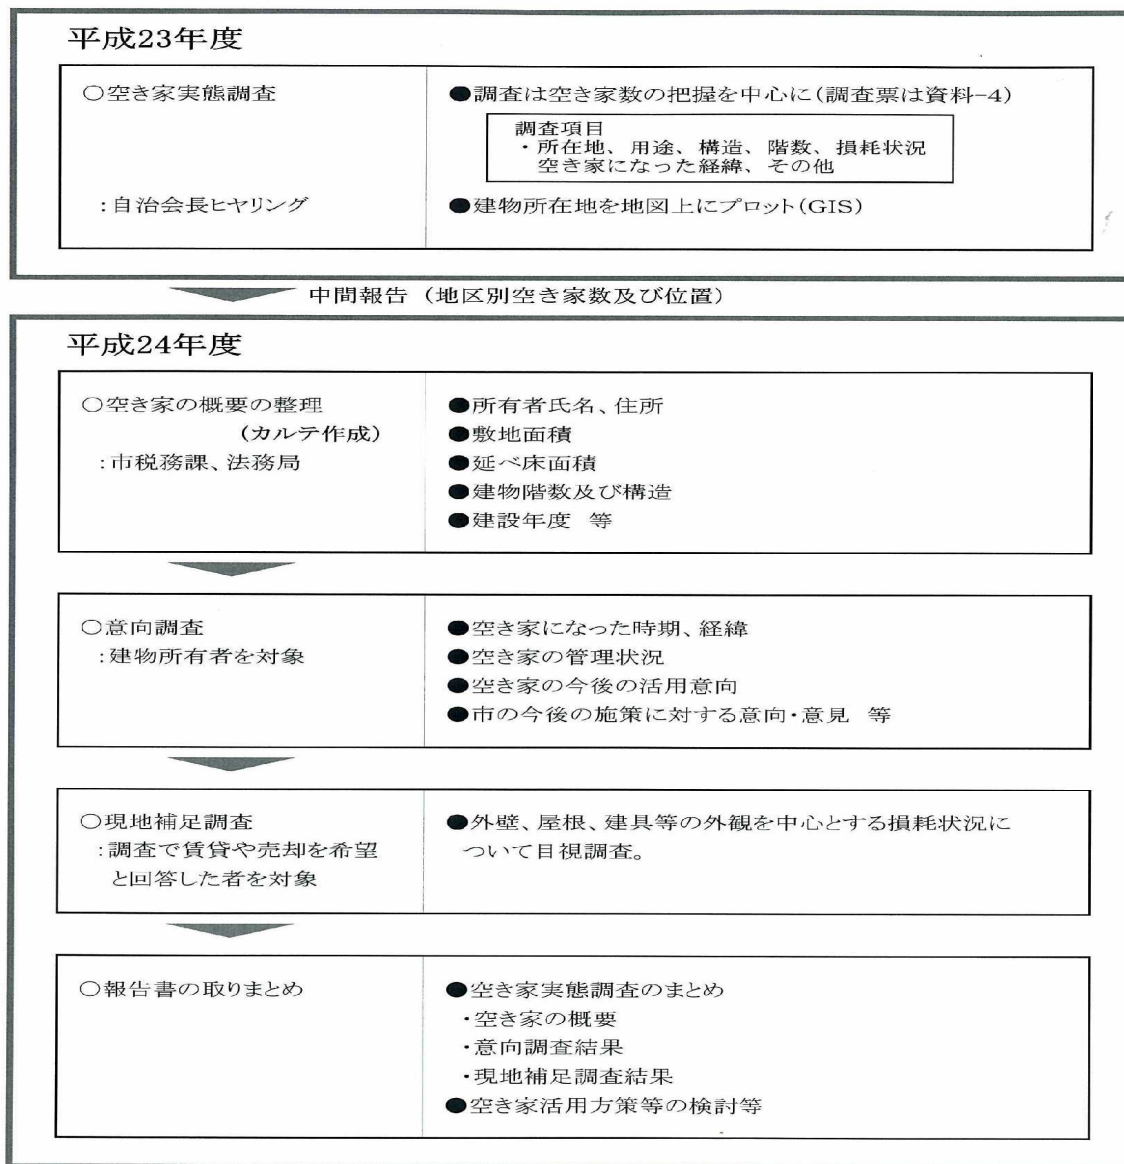 平成23年度
○空き家実態調査
●調査は空き家数の把握を中心に(調査票は資料-4)
調査項目
・所在地、用途、構造、階数、損耗状況
空き家になった経緯、その他
:自治会長ヒヤリング
●建物所在地を地図上にプロット(GIS)
中間報告 (地区別空き家数及び位置)
平成24年度
○空き家の概要の整理
(カルテ作成)
:市税務課、法務局
●所有者氏名、住所
●敷地面積
●延べ床面積
●建物階数及び構造
●建設年度 等
○意向調査
:建物所有者を対象
●空き家になった時期、経緯
●空き家の管理状況
●空き家の今後の活用意向
●市の今後の施策に対する意向・意見 等
○現地補足調査
:調査で賃貸や売却を希望
と回答した者を対象
●外壁、屋根、建具等の外観を中心とする損耗状況に
ついて目視調査。
○報告書の取りまとめ
●空き家実態調査のまとめ
・空き家の概要
・意向調査結果
・現地補足調査結果
●空き家活用方策等の検討等